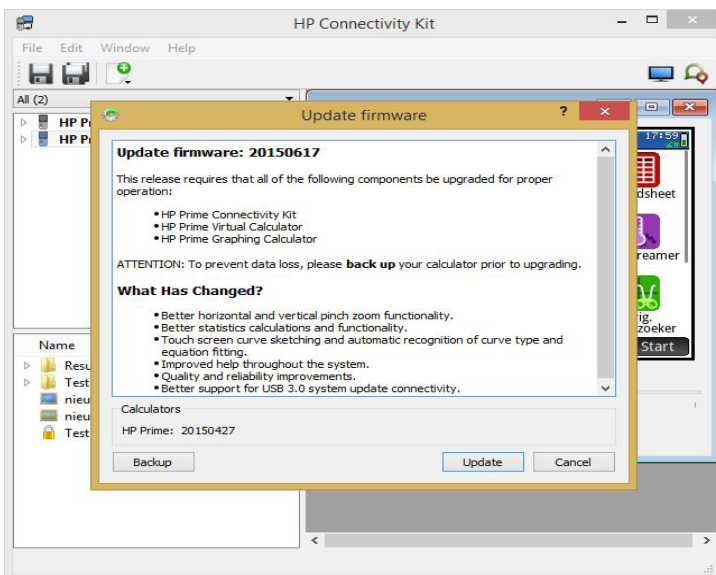 HP Connectivity Kit
File Edit Window Help
All (2)
HP
HP
Update firmware ?
17:59
Update firmware: 20150617
This release requires that all of the following components be upgraded for proper
operation:
•HP Prime Connectivity Kit
•HP Prime Virtual Calculator
•HP Prime Graphing Calculator
ATTENTION: To prevent data loss, please back up your calculator prior to upgrading.
What Has Changed?
•Better horizontal and vertical pinch zoom functionality.
•Better statistics calculations and functionality.
•Touch screen curve sketching and automatic recognition of curve type and
equation fitting.
•Improved help throughout the system.
•Quality and reliability improvements.
•Better support for USB 3.0 system update connectivity.
dsheet
reamer
ig.
zoeker
Start
Name
Resu
Test
nieu
nieu
Test
Calculators
HP Prime: 20150427
Backup Update Cancel